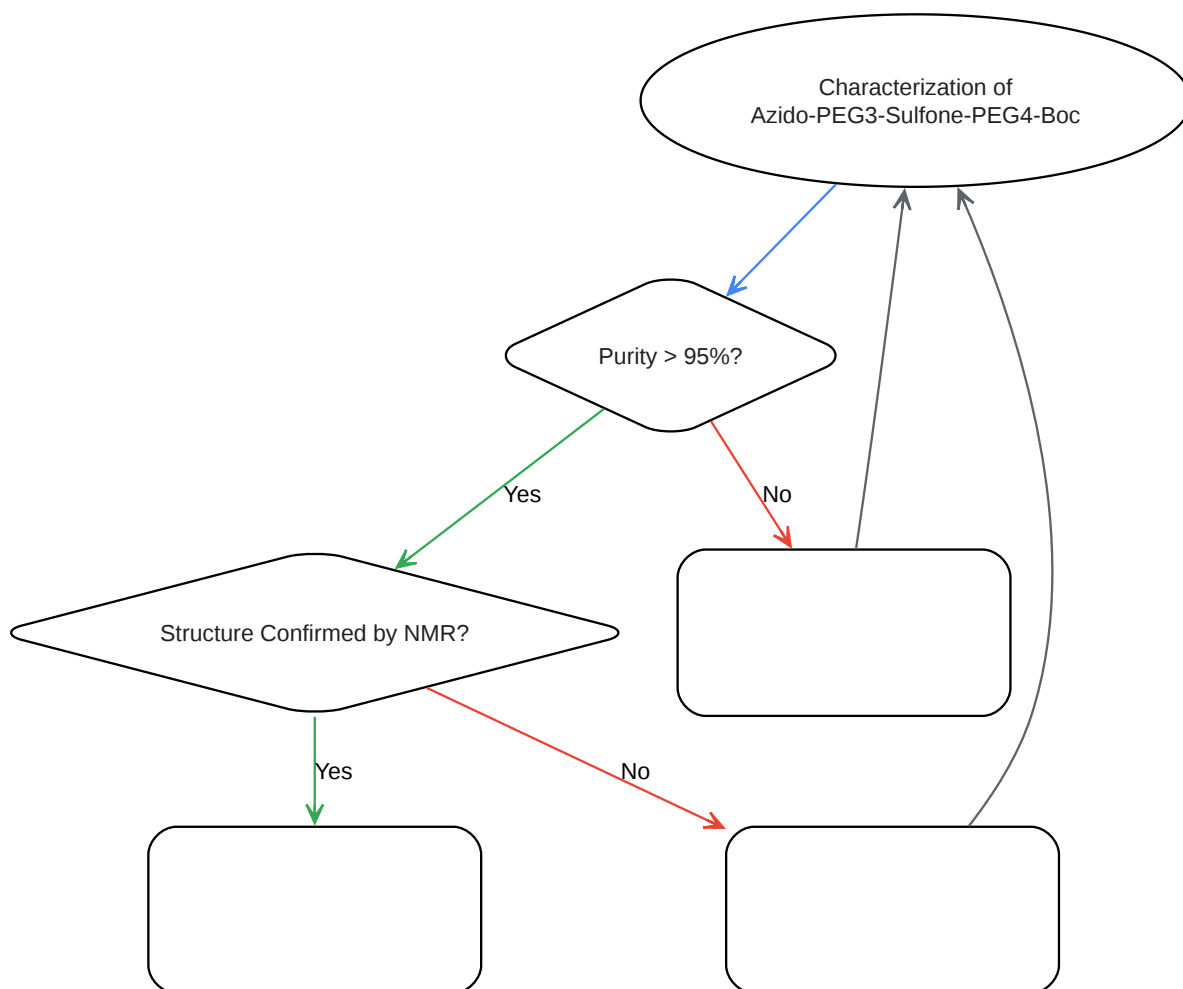 Characterization of
Azido-PEG3-Sulfone-PEG4-Boc
Purity > 95%?
Yes
No
Structure Confirmed by NMR?
Yes
No